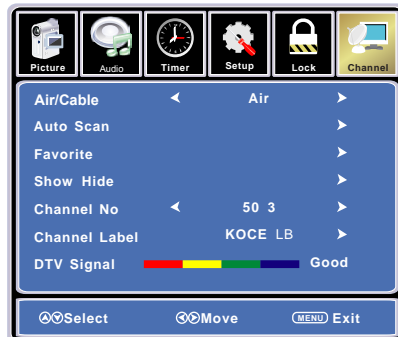 Picture Audio Timer Setup Lock Channel
Air/Cable Air
Auto Scan
Favorite
Show Hide
Channel No 50 3
Channel Label KOCE LB
DTV Signal Good
Select Move MENU Exit